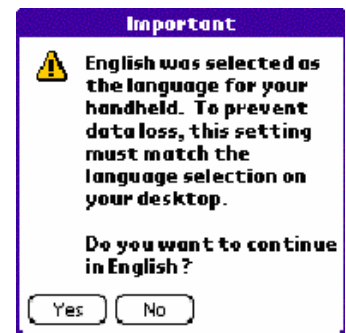 Important
English was selected as
the language for your
handheld. To prevent
data loss, this setting
must match the
language selection on
your desktop.
Do you want to continue
in English?
Yes No